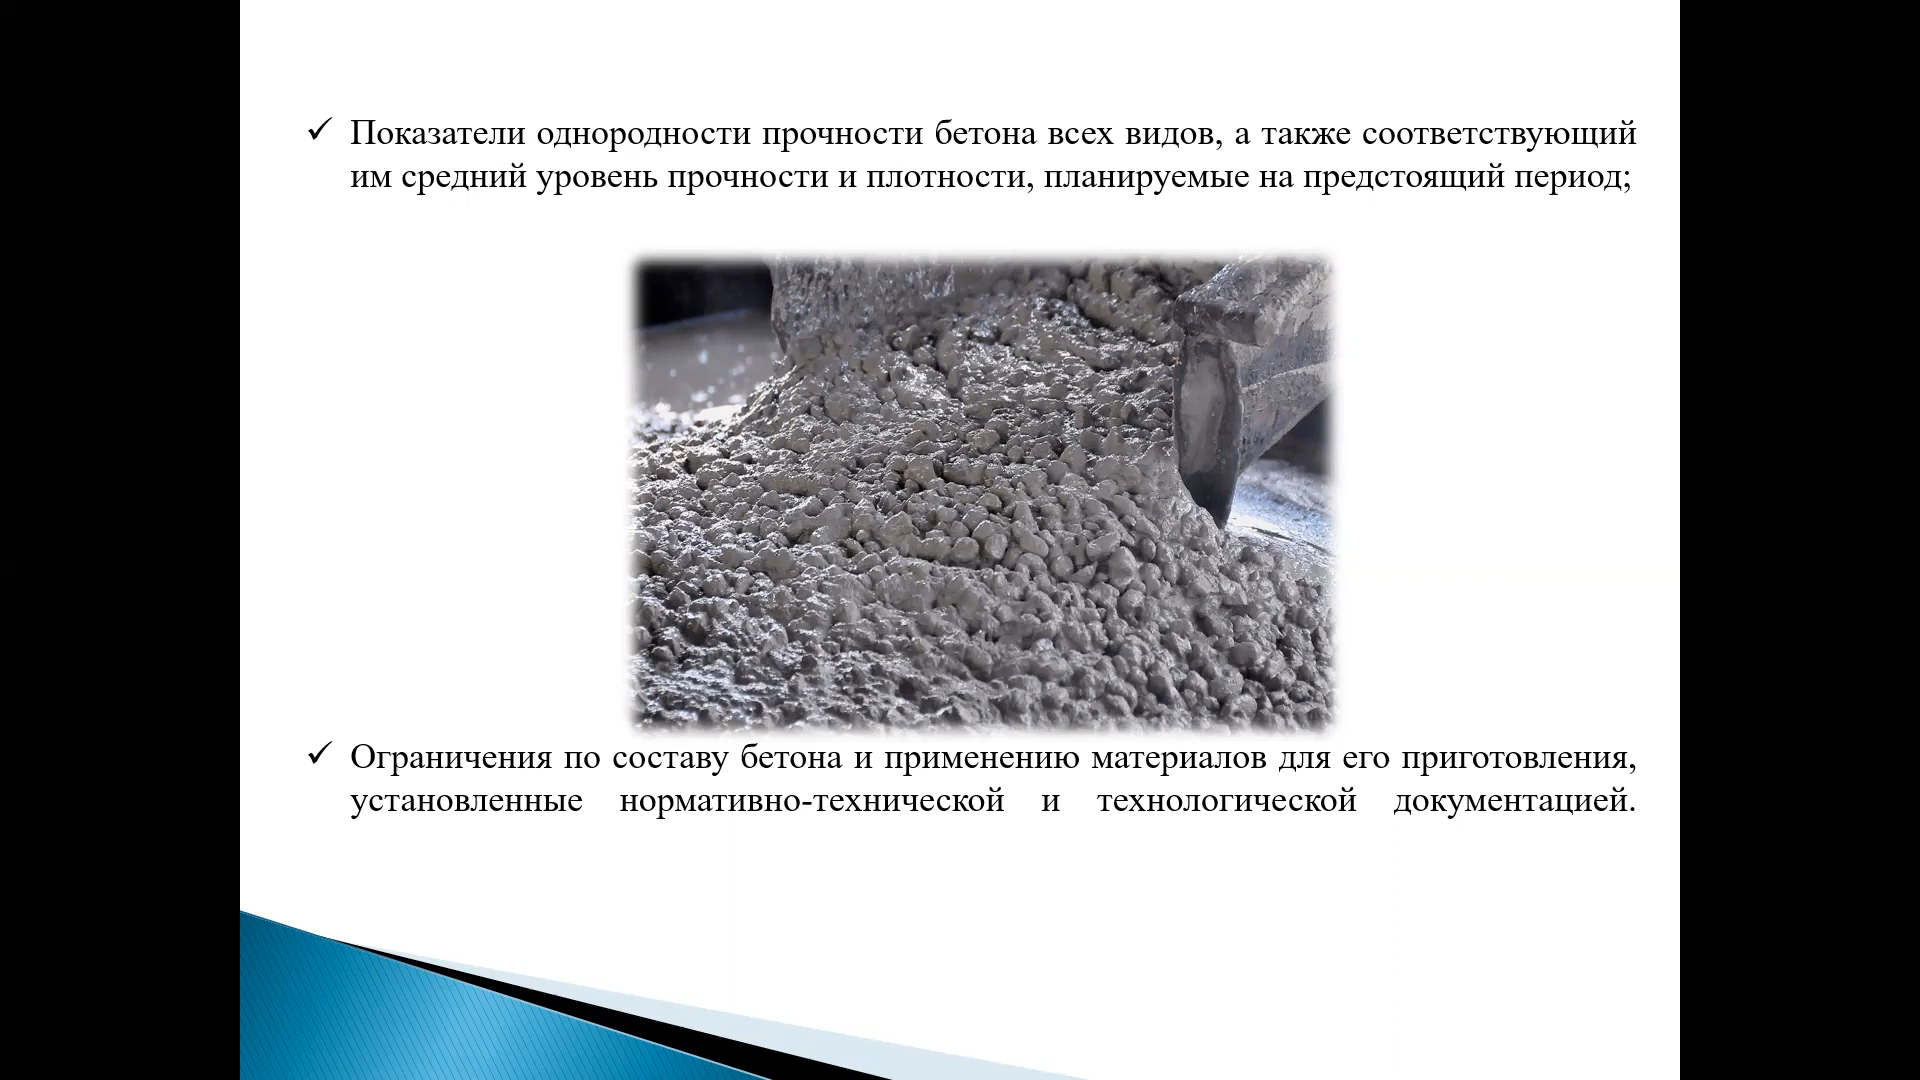 ✓ Показатели однородности прочности бетона всех видов, а также соответствующий
им средний уровень прочности и плотности, планируемые на предстоящий период;
✓ Ограничения по составу бетона и применению материалов для его приготовления,
установленные нормативно-технической и технологической документацией.